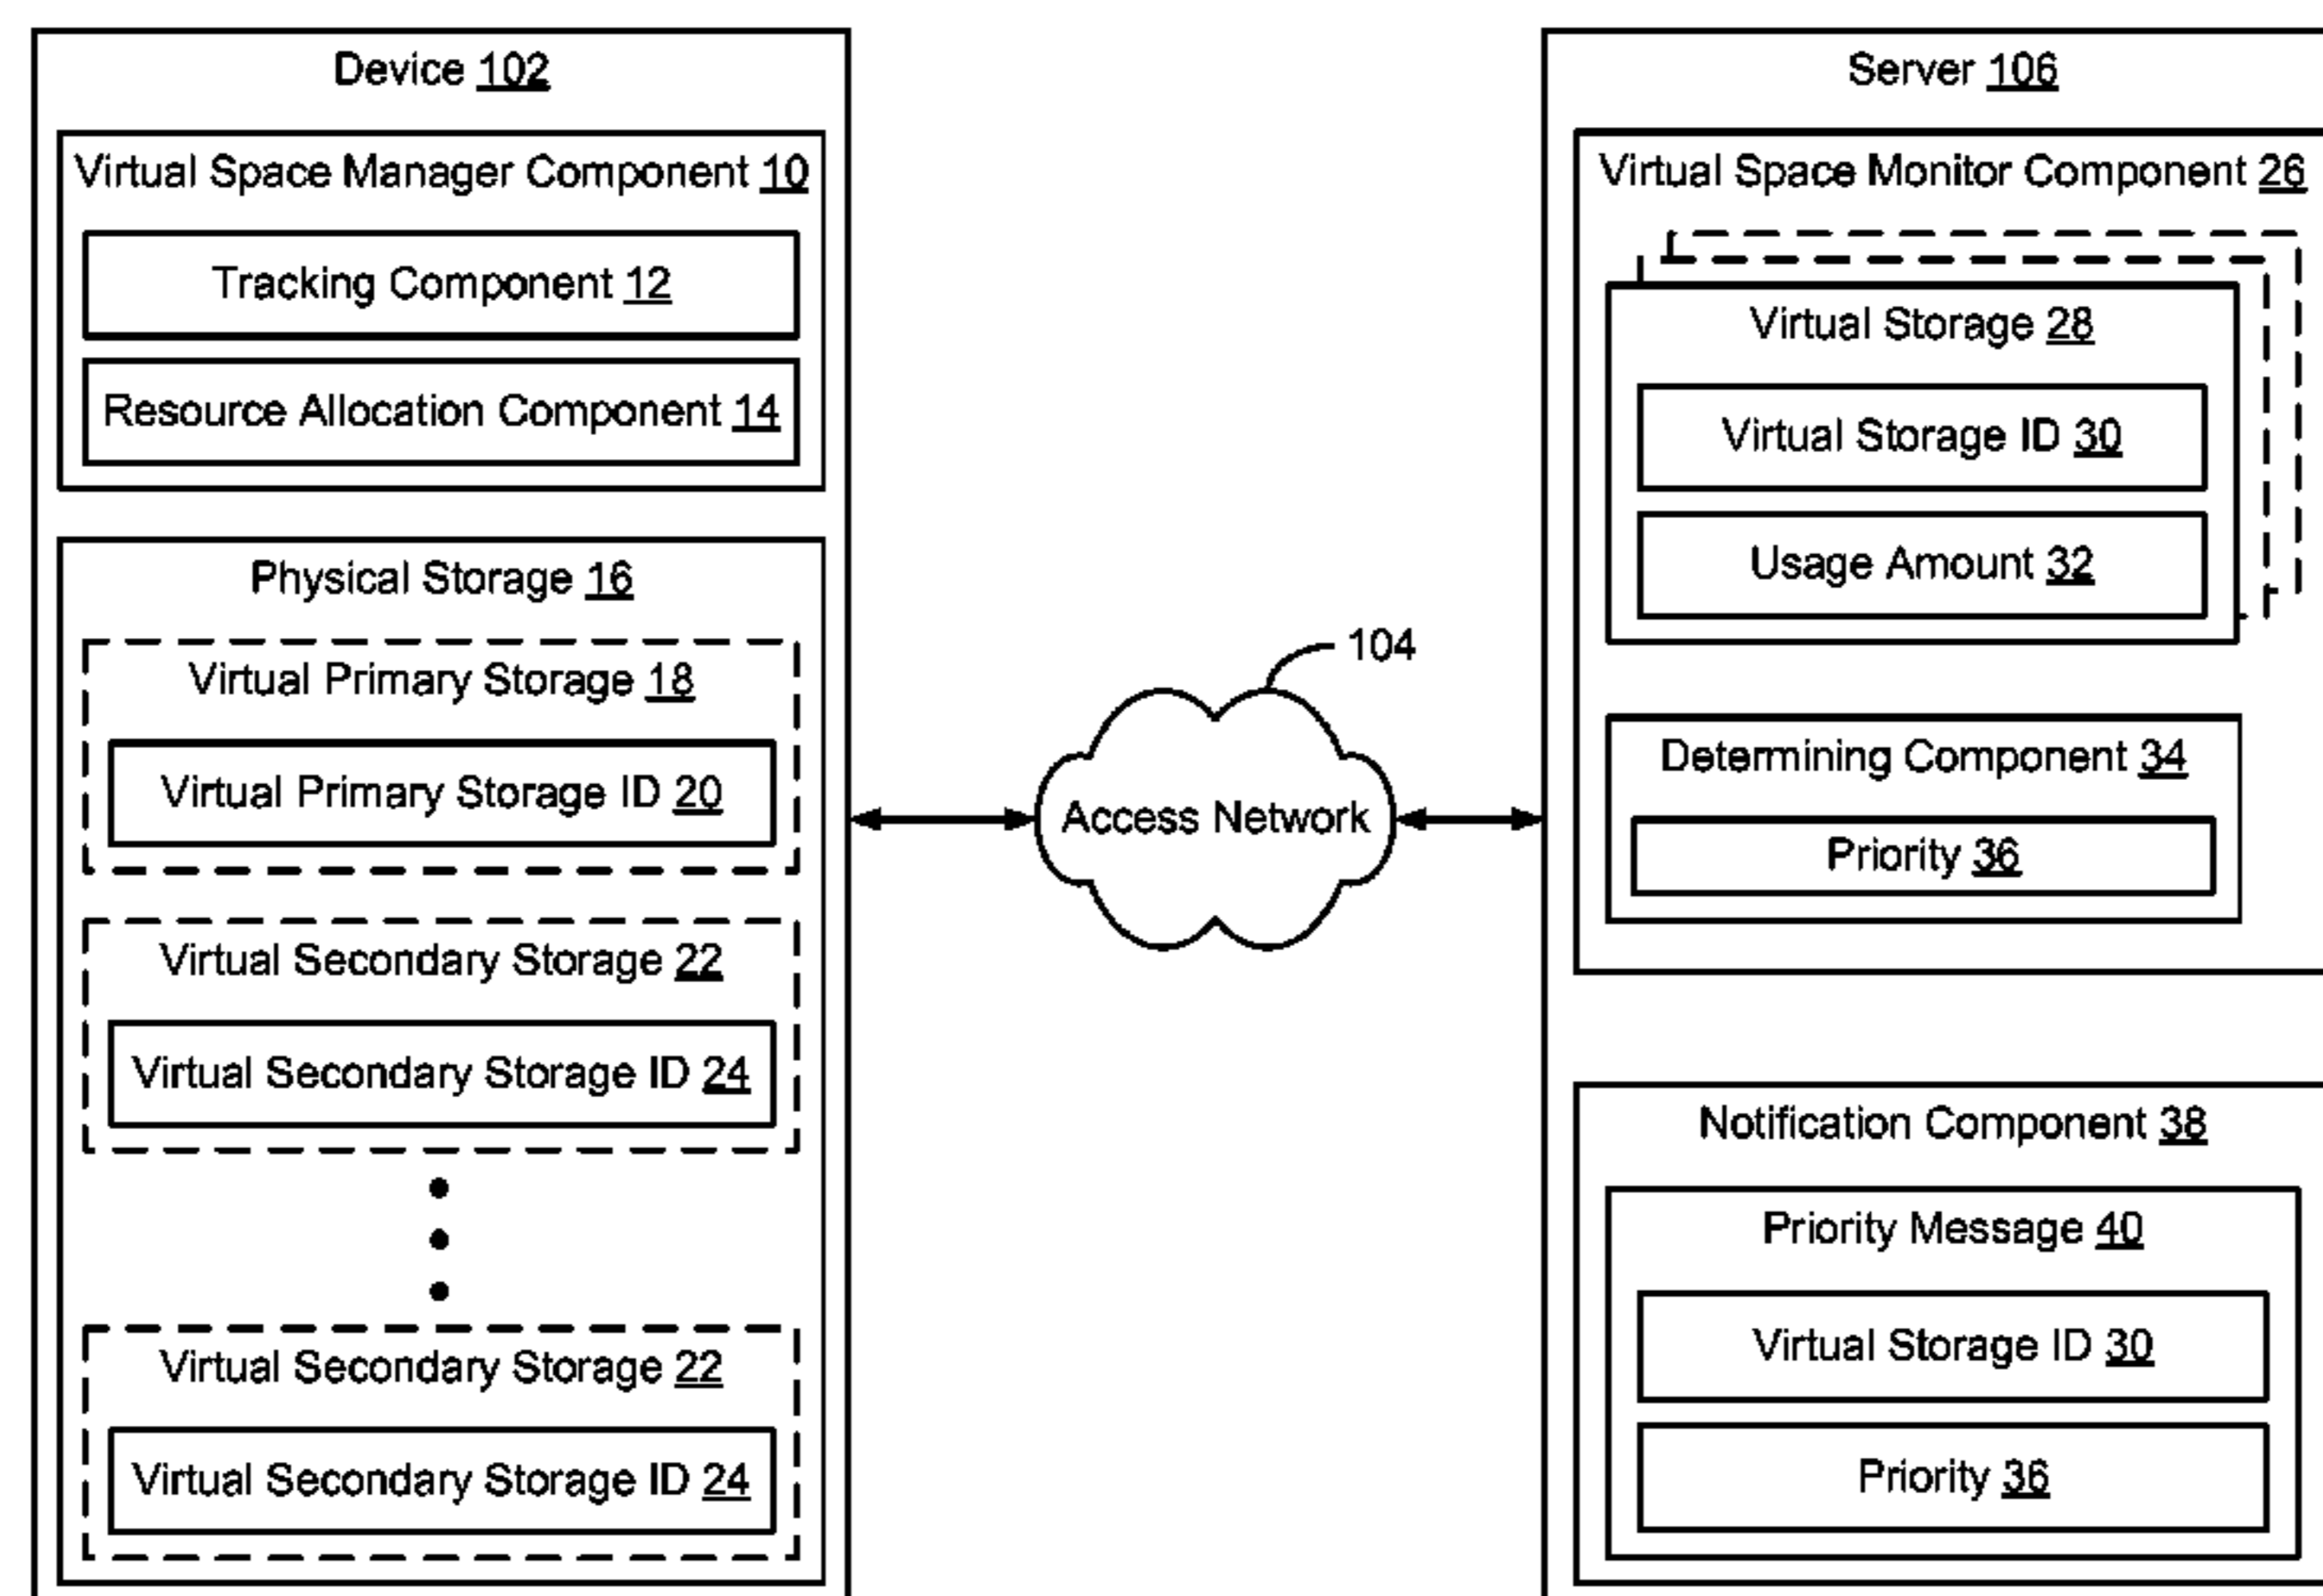 Device 102
Virtual Space Manager Component 10
Tracking Component 12
Resource Allocation Component 14
Physical Storage 16
Virtual Primary Storage 18
Virtual Primary Storage ID 20
Virtual Secondary Storage 22
Virtual Secondary Storage ID 24
Virtual Secondary Storage 22
Virtual Secondary Storage ID 24
104
Access Network
Server 106
Virtual Space Monitor Component 26
Virtual Storage 28
Virtual Storage ID 30
Usage Amount 32
Determining Component 34
Priority 36
Notification Component 38
Priority Message 40
Virtual Storage ID 30
Priority 36